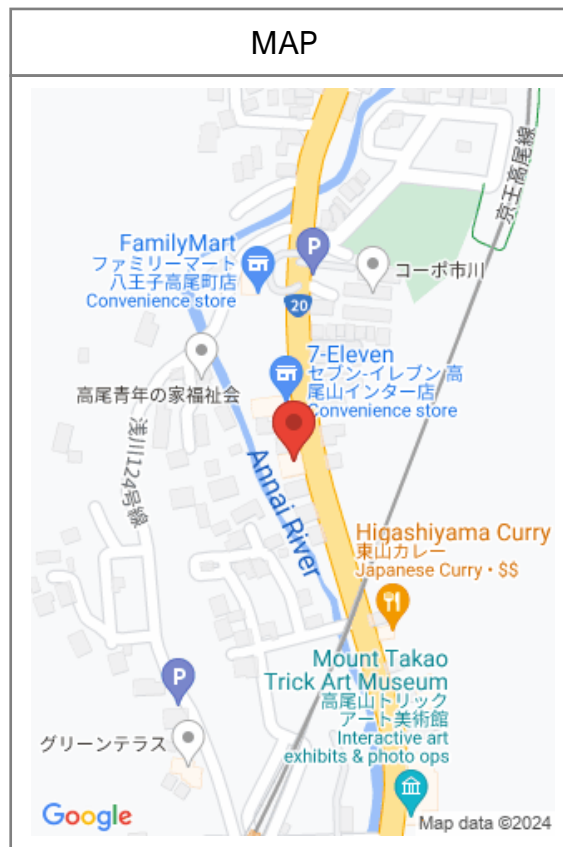 MAP
京王高尾線
FamilyMart
ファミリーマート
八王子高尾町店
Convenience store
P
コーポ市川
20
7-Eleven
セブン-イレブン 高
尾山インター店
Convenience store
高尾青年の家福祉会
浅川124号線
Annai River
Higashiyama Curry
東山カレー
Japanese Curry • $$
Mount Takao
Trick Art Museum
高尾山トリック
アート美術館
Interactive art
exhibits & photo ops
P
グリーンテラス
Google
Map data ©2024